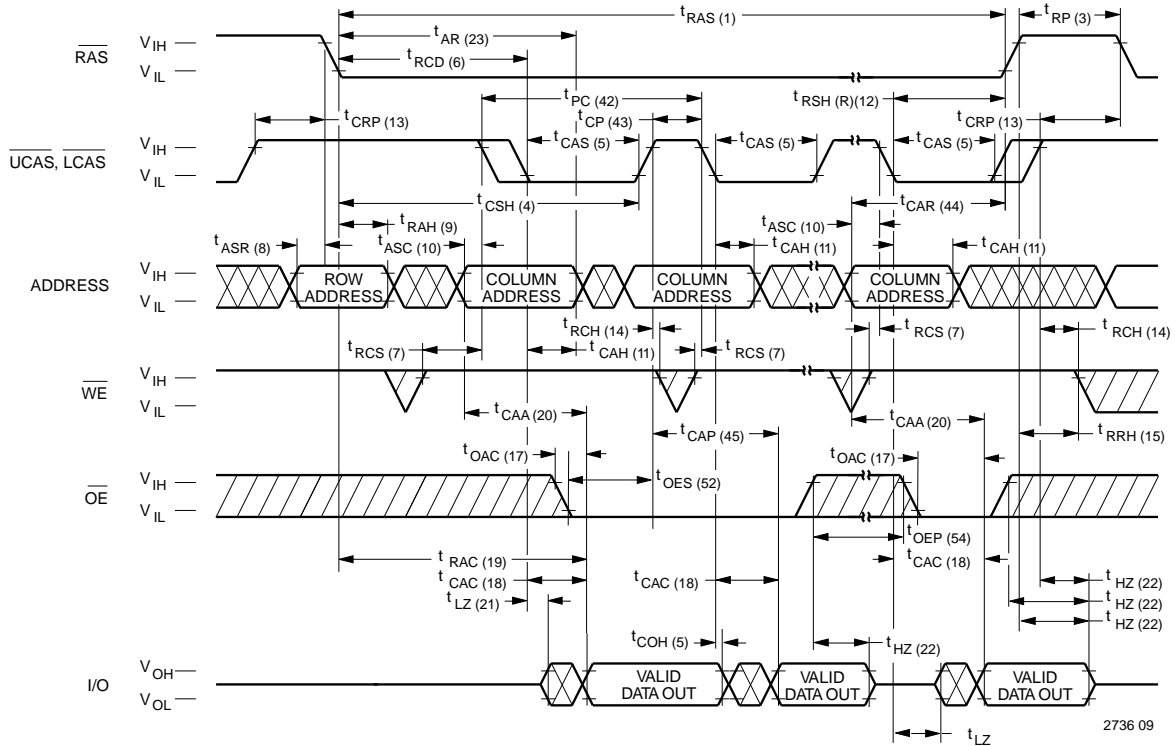 t RAS (1)
t RP (3)
t AR (23)
RAS
V IH
V IL
t RCD (6)
t PC (42)
t RSH (R)(12)
t CRP (13)
t CP (43)
t CRP (13)
UCAS, LCAS
V IH
V IL
t CAS (5)
t CAS (5)
t CAS (5)
t CSH (4)
t CAR (44)
t RAH (9)
t ASC (10)
t ASR (8)
t ASC (10)
t CAH (11)
t CAH (11)
ADDRESS
V IH
V IL
ROW ADDRESS
COLUMN ADDRESS
COLUMN ADDRESS
COLUMN ADDRESS
t RCH (14)
t RCS (7)
t RCH (14)
t RCS (7)
t CAH (11)
t RCS (7)
WE
V IH
V IL
t CAA (20)
t CAA (20)
t CAP (45)
t RRH (15)
t OAC (17)
t OAC (17)
t OES (52)
OE
V IH
V IL
t OEP (54)
t RAC (19)
t CAC (18)
t CAC (18)
t CAC (18)
t HZ (22)
t LZ (21)
t HZ (22)
t HZ (22)
t COH (5)
t HZ (22)
I/O
V OH
V OL
VALID DATA OUT
VALID DATA OUT
VALID DATA OUT
2736 09
t LZ